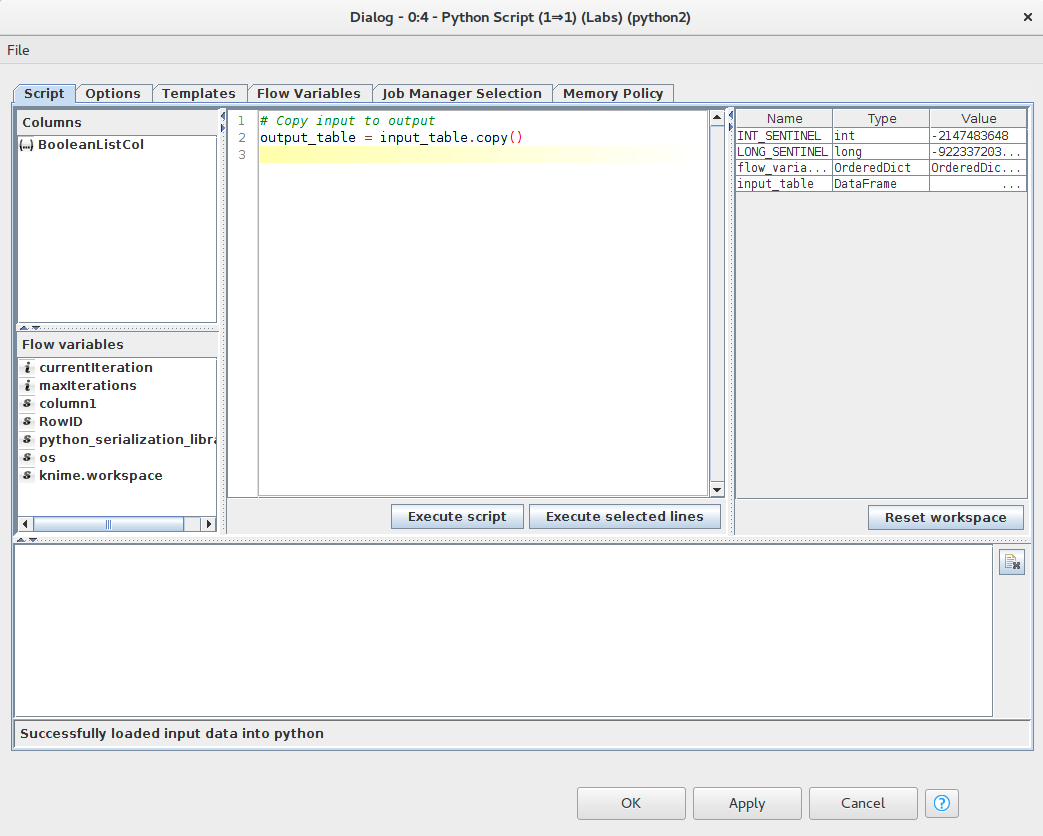 Dialog - 0:4 - Python Script (1⇒1) (Labs) (python2)
File
Script Options Templates Flow Variables Job Manager Selection Memory Policy
Columns
BooleanListCol
Flow variables
currentIteration
maxIterations
column1
RowID
python_serialization_libra
os
knime.workspace
1 # Copy input to output
2 output_table = input_table.copy()
3
Execute script Execute selected lines
Name Type Value
INT_SENTINEL int -2147483648
LONG_SENTINEL long -922337203...
flow_varia... OrderedDict OrderedDic...
input_table DataFrame ...
Reset workspace
Successfully loaded input data into python
OK Apply Cancel ?